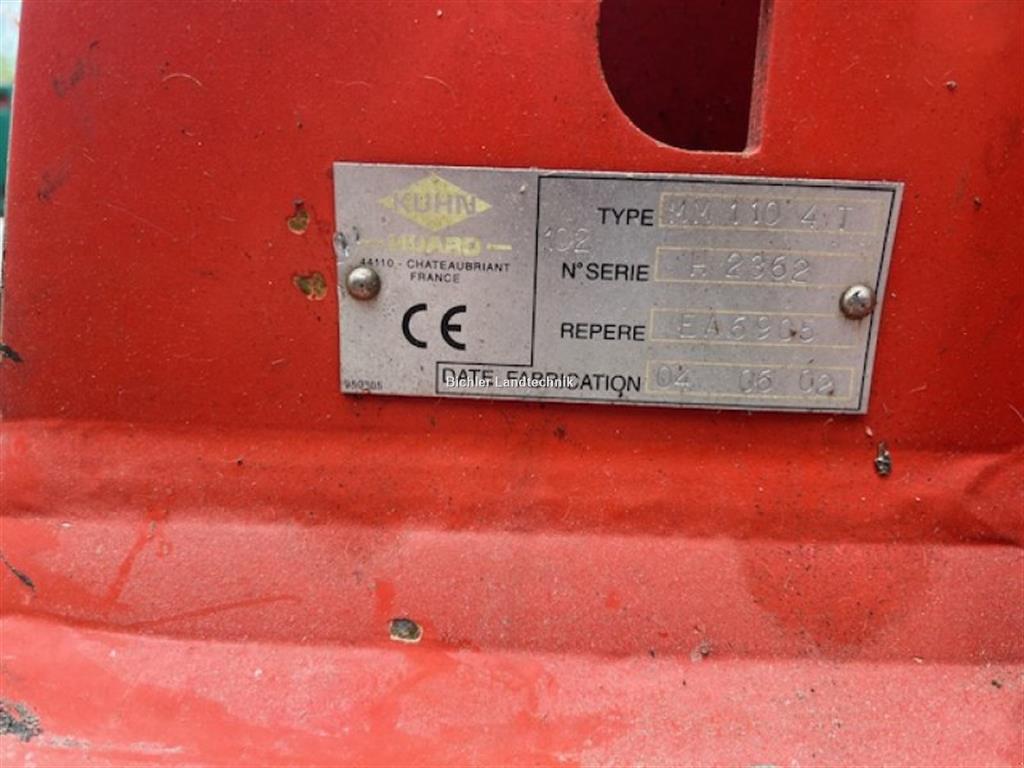 KUHN
HUARD
44110 - CHATEAUBRIANT
FRANCE
CE
950305
TYPE MM 110 4 T
102
N° SERIE H 2362
REPERE EA6905
DATE FABRICATION 04 06 02
Bichler Landtechnik